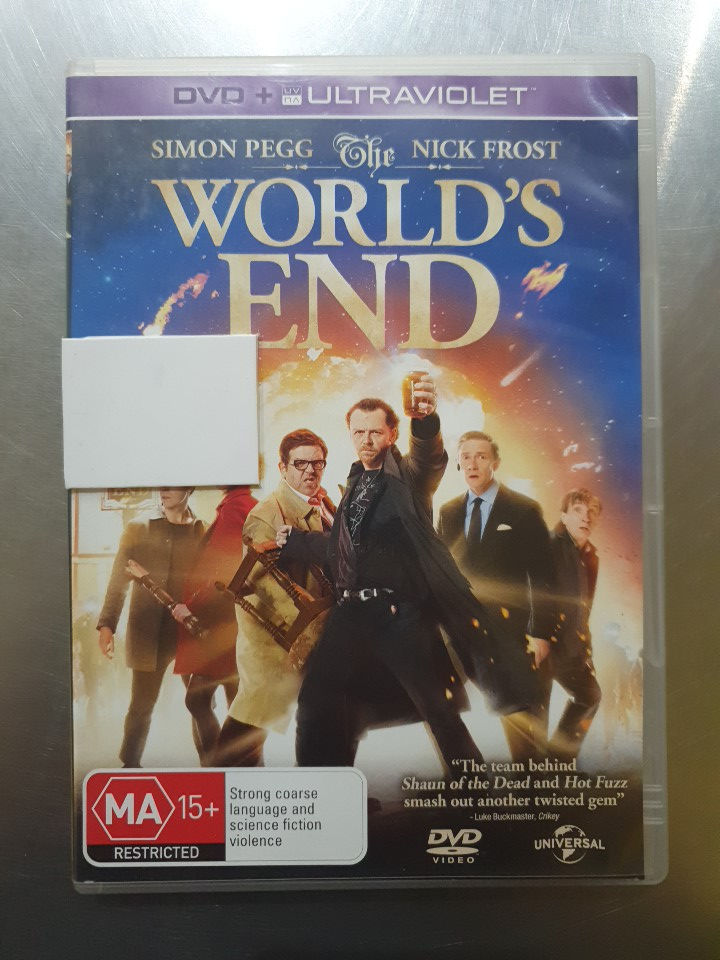 DVD + UV ULTRAVIOLET™
SIMON PEGG The NICK FROST
WORLD'S
END
MA 15+
RESTRICTED
Strong coarse
language and
science fiction
violence
"The team behind
Shaun of the Dead and Hot Fuzz
smash out another twisted gem"
- Luke Buckmaster, Crikey
DVD
VIDEO
UNIVERSAL